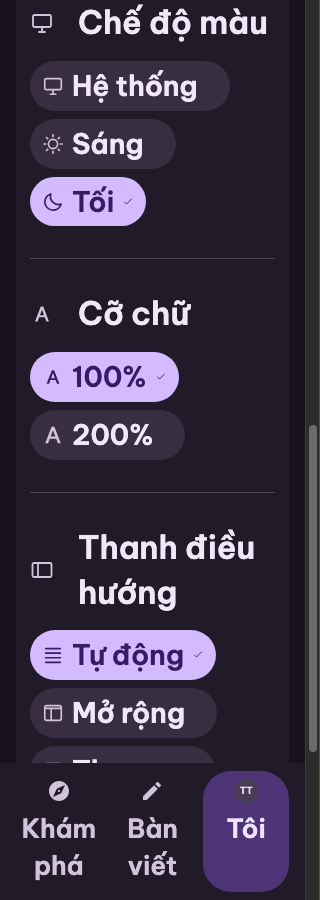 Chế độ màu
Hệ thống
Sáng
Tối
A Cỡ chữ
A 100%
A 200%
Thanh điều
hướng
Tự động
Mở rộng
Khám
phá
Bàn
viết
TT
Tôi